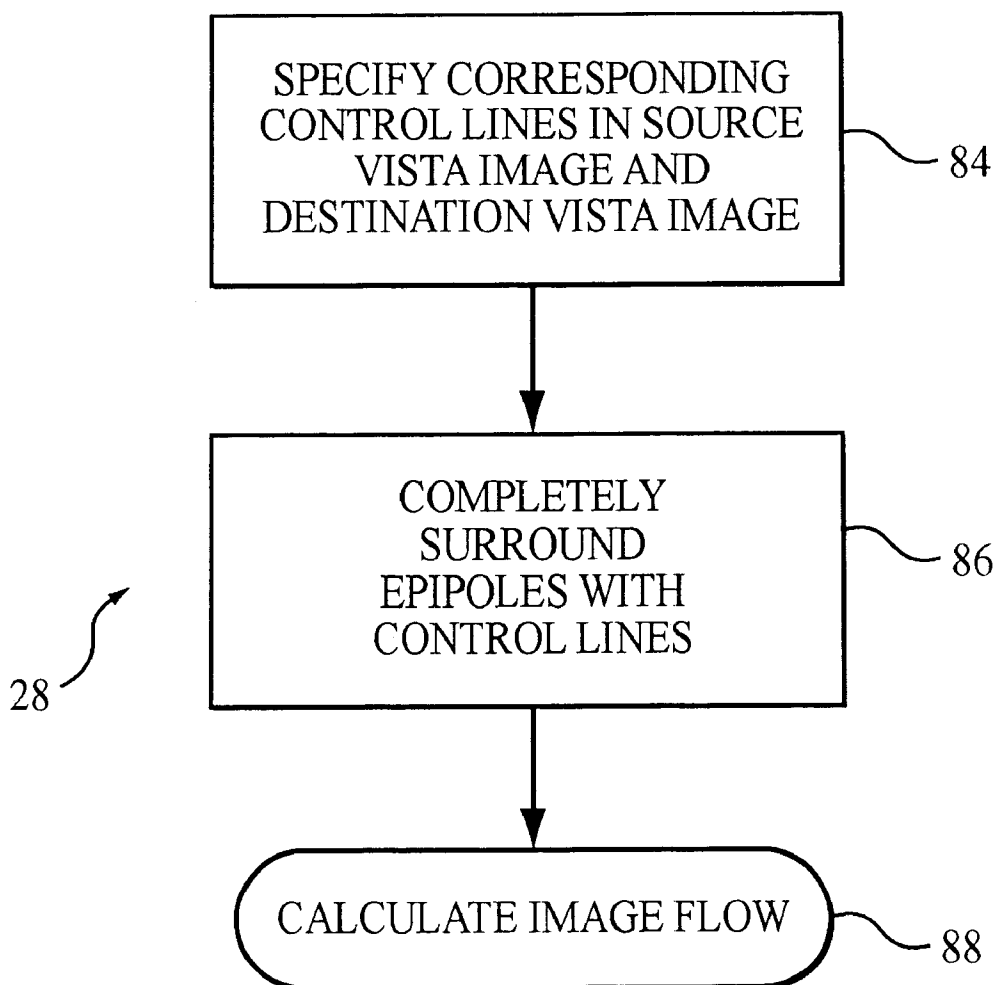 SPECIFY CORRESPONDING
CONTROL LINES IN SOURCE
VISTA IMAGE AND
DESTINATION VISTA IMAGE
84
COMPLETELY
SURROUND
EPIPOLES WITH
CONTROL LINES
86
28
CALCULATE IMAGE FLOW
88